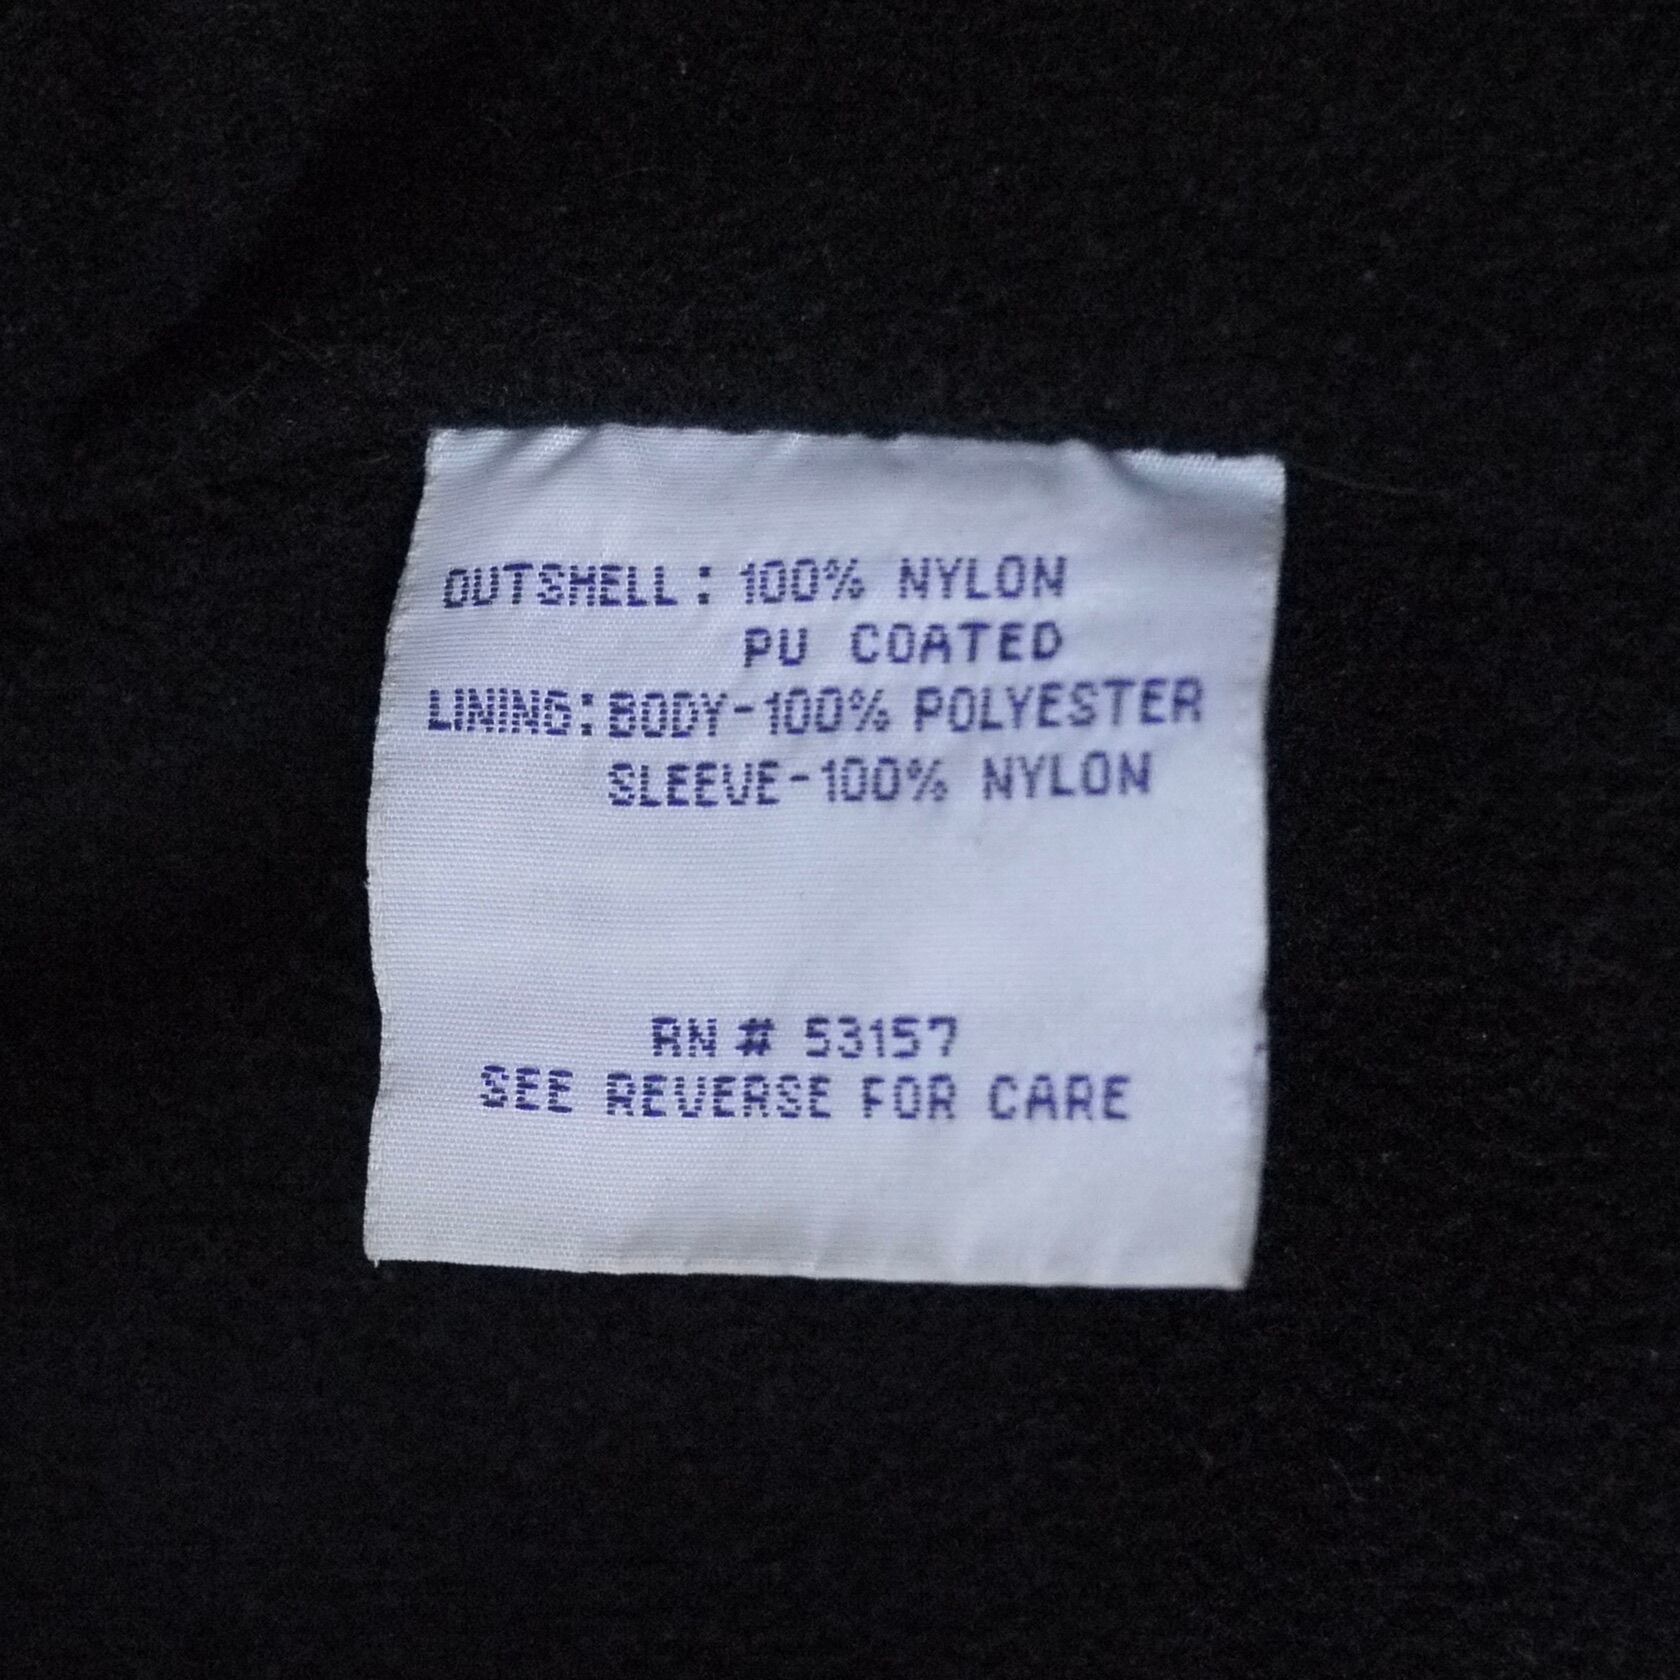 OUTSHELL: 100% NYLON
PU COATED
LINING: BODY-100% POLYESTER
SLEEVE-100% NYLON
RN # 53157
SEE REVERSE FOR CARE